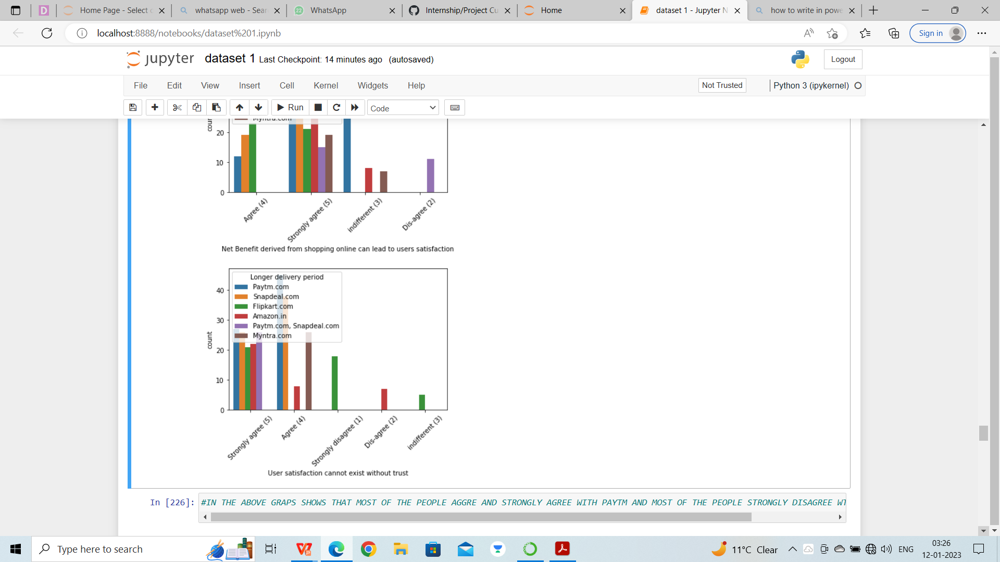 Home Page - Select
whatsapp web - Sear
22
WhatsApp
Internship/Project Cu
Home
dataset 1 - Jupyter N
how to write in powe
D
localhost:8888/notebooks/dataset%201.ipynb
A
Sign in
jupyter dataset 1 Last Checkpoint: 14 minutes ago (autosaved)
Logout
File Edit View Insert Cell Kernel Widgets Help
Not Trusted
Python 3 (ipykernel)
Run
Code
Myntra.com
20
10
0
Agree (4)
Strongly agree (5)
indifferent (3)
Dis-agree (2)
Net Benefit derived from shopping online can lead to users satisfaction
Longer delivery period
Paytm.com
Snapdeal.com
Flipkart.com
Amazon.in
Paytm.com, Snapdeal.com
Myntra.com
count
40
30
20
10
0
Strongly agree (5)
Agree (4)
Strongly disagree (1)
Dis-agree (2)
indifferent (3)
User satisfaction cannot exist without trust
In [226]: #IN THE ABOVE GRAPS SHOWS THAT MOST OF THE PEOPLE AGGRE AND STRONGLY AGREE WITH PAYTM AND MOST OF THE PEOPLE STRONGLY DISAGREE
Type here to search
11°C Clear
ENG
03:26
12-01-2023